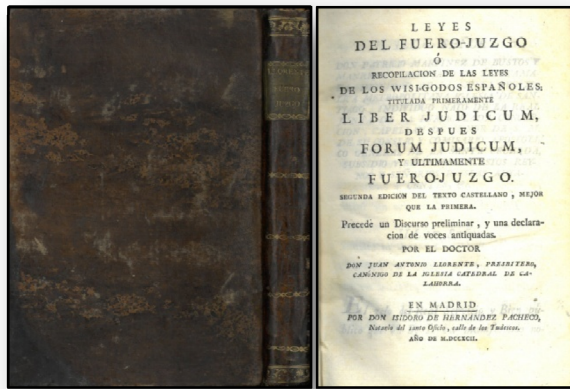 LEYES
DEL FUERO-JUZGO
Ó
RECOPILACION DE LAS LEYES
DE LOS WISI-GODOS ESPAÑOLES;
TITULADA PRIMERAMENTE
LIBER JUDICUM,
DESPUES
FORUM JUDICUM,
Y ULTIMAMENTE
FUERO-JUZGO.
SEGUNDA EDICION DEL TEXTO CASTELLANO, MEJOR
QUE LA PRIMERA.
Precede un Discurso preliminar, y una declara-
cion de voces antiquadas.
POR EL DOCTOR
DON JUAN ANTONIO LLORENTE, PRESBITERO,
CANONIGO DE LA IGLESIA CATEDRAL DE CA-
LAHORRA.
EN MADRID
POR DON ISIDORO DE HERNANDEZ PACHECO,
Notario del santo Oficio, calle de los Tudescos.
AÑO DE M.DCCXCII.